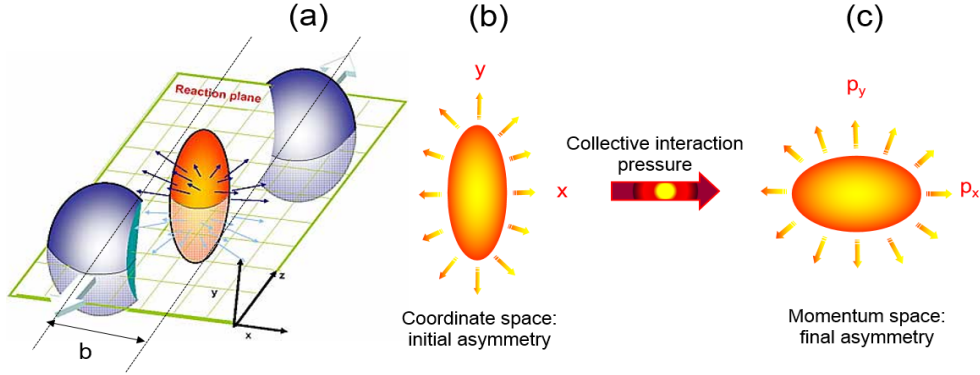 (a)
Reaction plane
y
z
x
b
(b)
y
x
Coordinate space:
initial asymmetry
Collective interaction
pressure
(c)
p_y
p_x
Momentum space:
final asymmetry